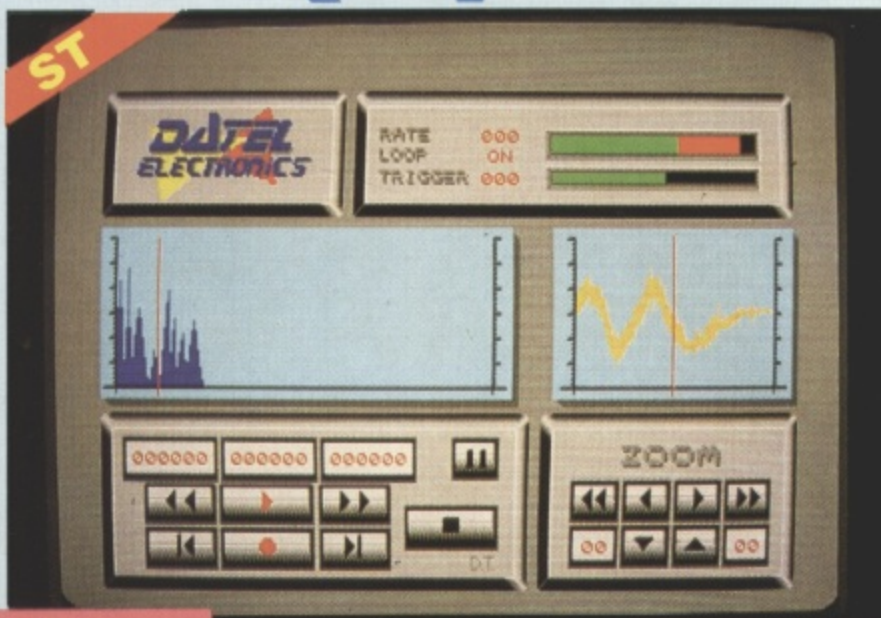 ST
DATEL
ELECTRONICS
RATE 000
LOOP ON
TRIGGER 000
000000 000000 000000
ZOOM
00 00
D.T